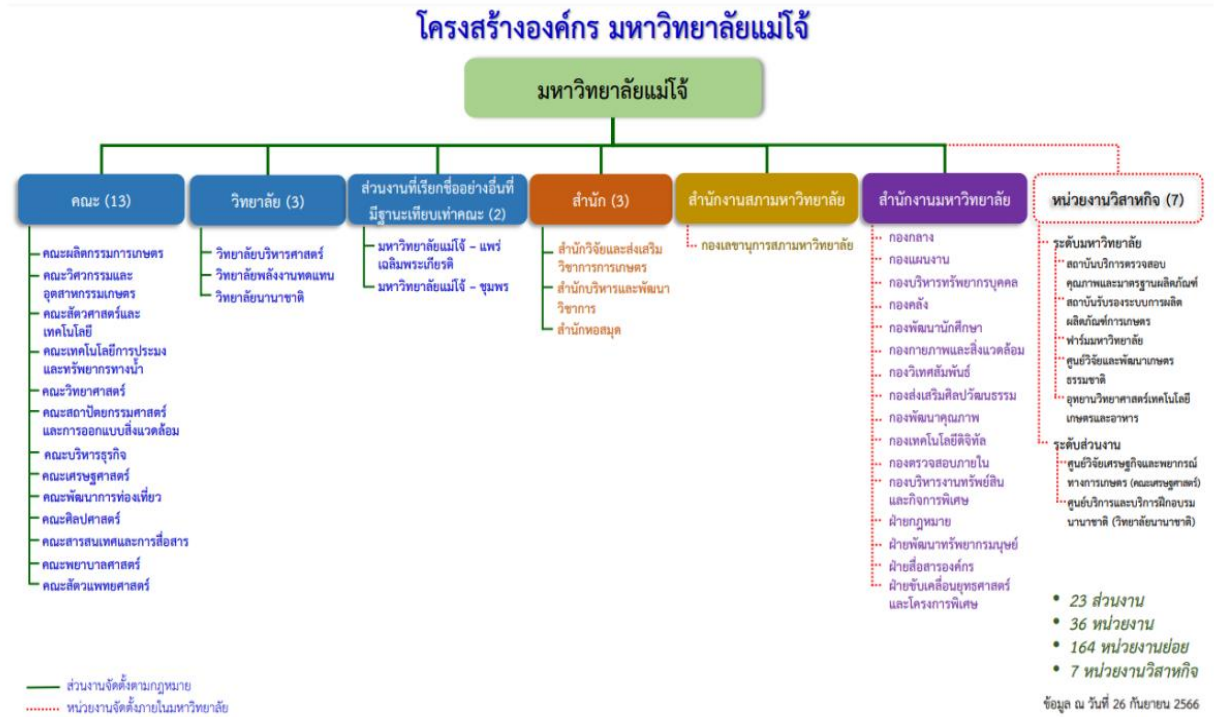 โครงสร้างองค์กร มหาวิทยาลัยแม่โจ้
มหาวิทยาลัยแม่โจ้
คณะ (13)
คณะผลิตกรรมการเกษตร
คณะวิศวกรรมและ
อุตสาหกรรมเกษตร
คณะสัตวศาสตร์และ
เทคโนโลยี
คณะเทคโนโลยีการประมง
และทรัพยากรทางน้ำ
คณะวิทยาศาสตร์
คณะสถาปัตยกรรมศาสตร์
และการออกแบบสิ่งแวดล้อม
คณะบริหารธุรกิจ
คณะเศรษฐศาสตร์
คณะพัฒนาการท่องเที่ยว
คณะศิลปศาสตร์
คณะสารสนเทศและการสื่อสาร
คณะพยาบาลศาสตร์
คณะสัตวแพทยศาสตร์
วิทยาลัย (3)
วิทยาลัยบริหารศาสตร์
วิทยาลัยพลังงานทดแทน
วิทยาลัยนานาชาติ
ส่วนงานที่เรียกชื่ออย่างอื่นที่
มีฐานะเทียบเท่าคณะ (2)
มหาวิทยาลัยแม่โจ้ – แพร่
เฉลิมพระเกียรติ
มหาวิทยาลัยแม่โจ้ – ชุมพร
สำนัก (3)
สำนักวิจัยและส่งเสริม
วิชาการการเกษตร
สำนักบริหารและพัฒนา
วิชาการ
สำนักหอสมุด
สำนักงานสภามหาวิทยาลัย
กองเลขานุการสภามหาวิทยาลัย
สำนักงานมหาวิทยาลัย
กองกลาง
กองแผนงาน
กองบริหารทรัพยากรบุคคล
กองคลัง
กองพัฒนานักศึกษา
กองกายภาพและสิ่งแวดล้อม
กองวิเทศสัมพันธ์
กองส่งเสริมศิลปวัฒนธรรม
กองพัฒนาคุณภาพ
กองเทคโนโลยีดิจิทัล
กองตรวจสอบภายใน
กองบริหารงานทรัพย์สิน
และกิจการพิเศษ
ฝ่ายกฎหมาย
ฝ่ายพัฒนาทรัพยากรมนุษย์
ฝ่ายสื่อสารองค์กร
ฝ่ายขับเคลื่อนยุทธศาสตร์
และโครงการพิเศษ
หน่วยงานวิสาหกิจ (7)
ระดับมหาวิทยาลัย
สถาบันบริการตรวจสอบ
คุณภาพและมาตรฐานผลิตภัณฑ์
สถาบันรับรองระบบการผลิต
ผลิตภัณฑ์การเกษตร
ฟาร์มมหาวิทยาลัย
ศูนย์วิจัยและพัฒนาเกษตร
ธรรมชาติ
อุทยานวิทยาศาสตร์เทคโนโลยี
เกษตรและอาหาร
ระดับส่วนงาน
ศูนย์วิจัยเศรษฐกิจและพยากรณ์
ทางการเกษตร (คณะเศรษฐศาสตร์)
ศูนย์บริการและบริการฝึกอบรม
นานาชาติ (วิทยาลัยนานาชาติ)
• 23 ส่วนงาน
• 36 หน่วยงาน
• 164 หน่วยงานย่อย
• 7 หน่วยงานวิสาหกิจ
ส่วนงานจัดตั้งตามกฎหมาย
หน่วยงานจัดตั้งภายในมหาวิทยาลัย
ข้อมูล ณ วันที่ 26 กันยายน 2566